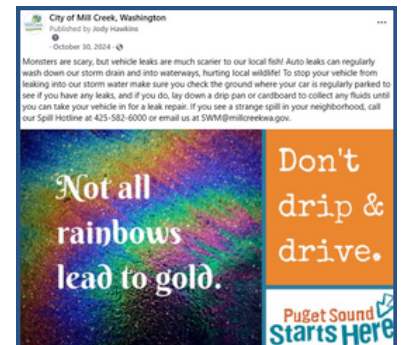 City of Mill Creek, Washington
Published by Jody Hawkins
October 30, 2024
Monsters are scary, but vehicle leaks are much scarier to our local fish! Auto leaks can regularly
wash down our storm drain and into waterways, hurting local wildlife! To stop your vehicle from
leaking into our storm water make sure you check the ground where your car is regularly parked to
see if you have any leaks, and if you do, lay down a drip pan or cardboard to collect any fluids until
you can take your vehicle in for a leak repair. If you see a strange spill in your neighborhood, call
our Spill Hotline at 425-582-6000 or email us at SWM@millcreekwa.gov.
Not all
rainbows
lead to gold.
Don't
drip &
drive.
Puget Sound
Starts Here